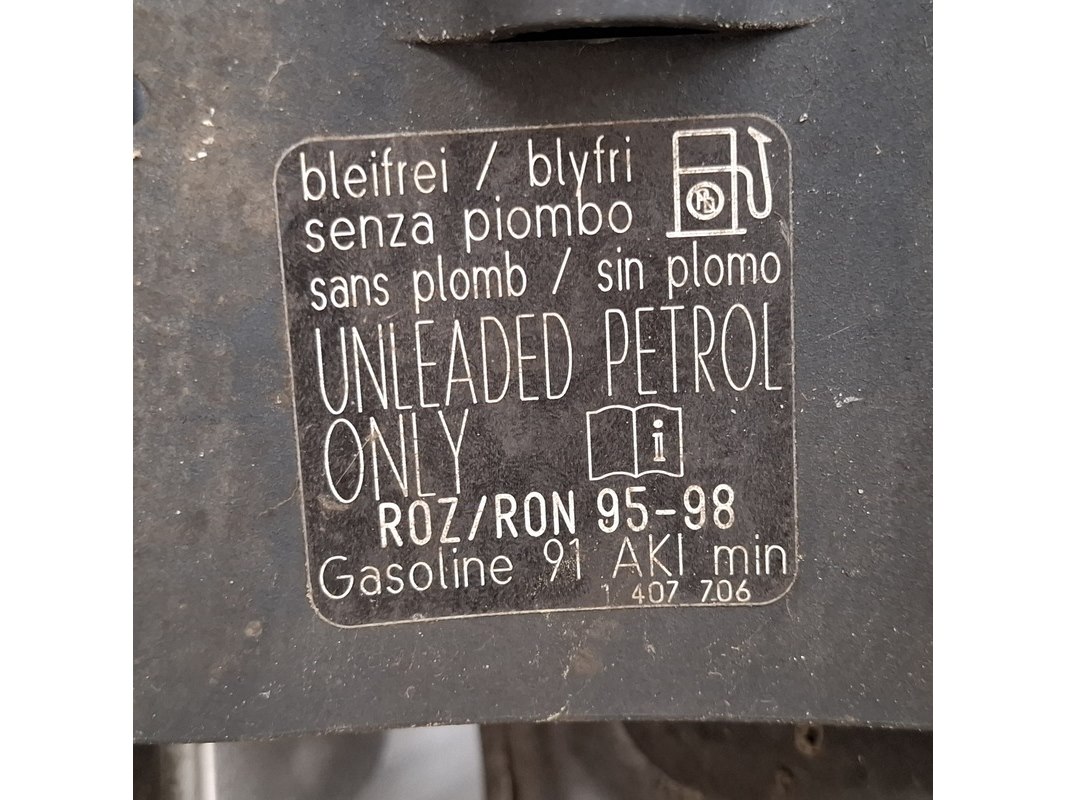 bleifrei / blyfri
senza piombo
sans plomb / sin plomo
UNLEADED PETROL
ONLY
i
ROZ/RON 95-98
Gasoline 91 AKI min
1 407 706